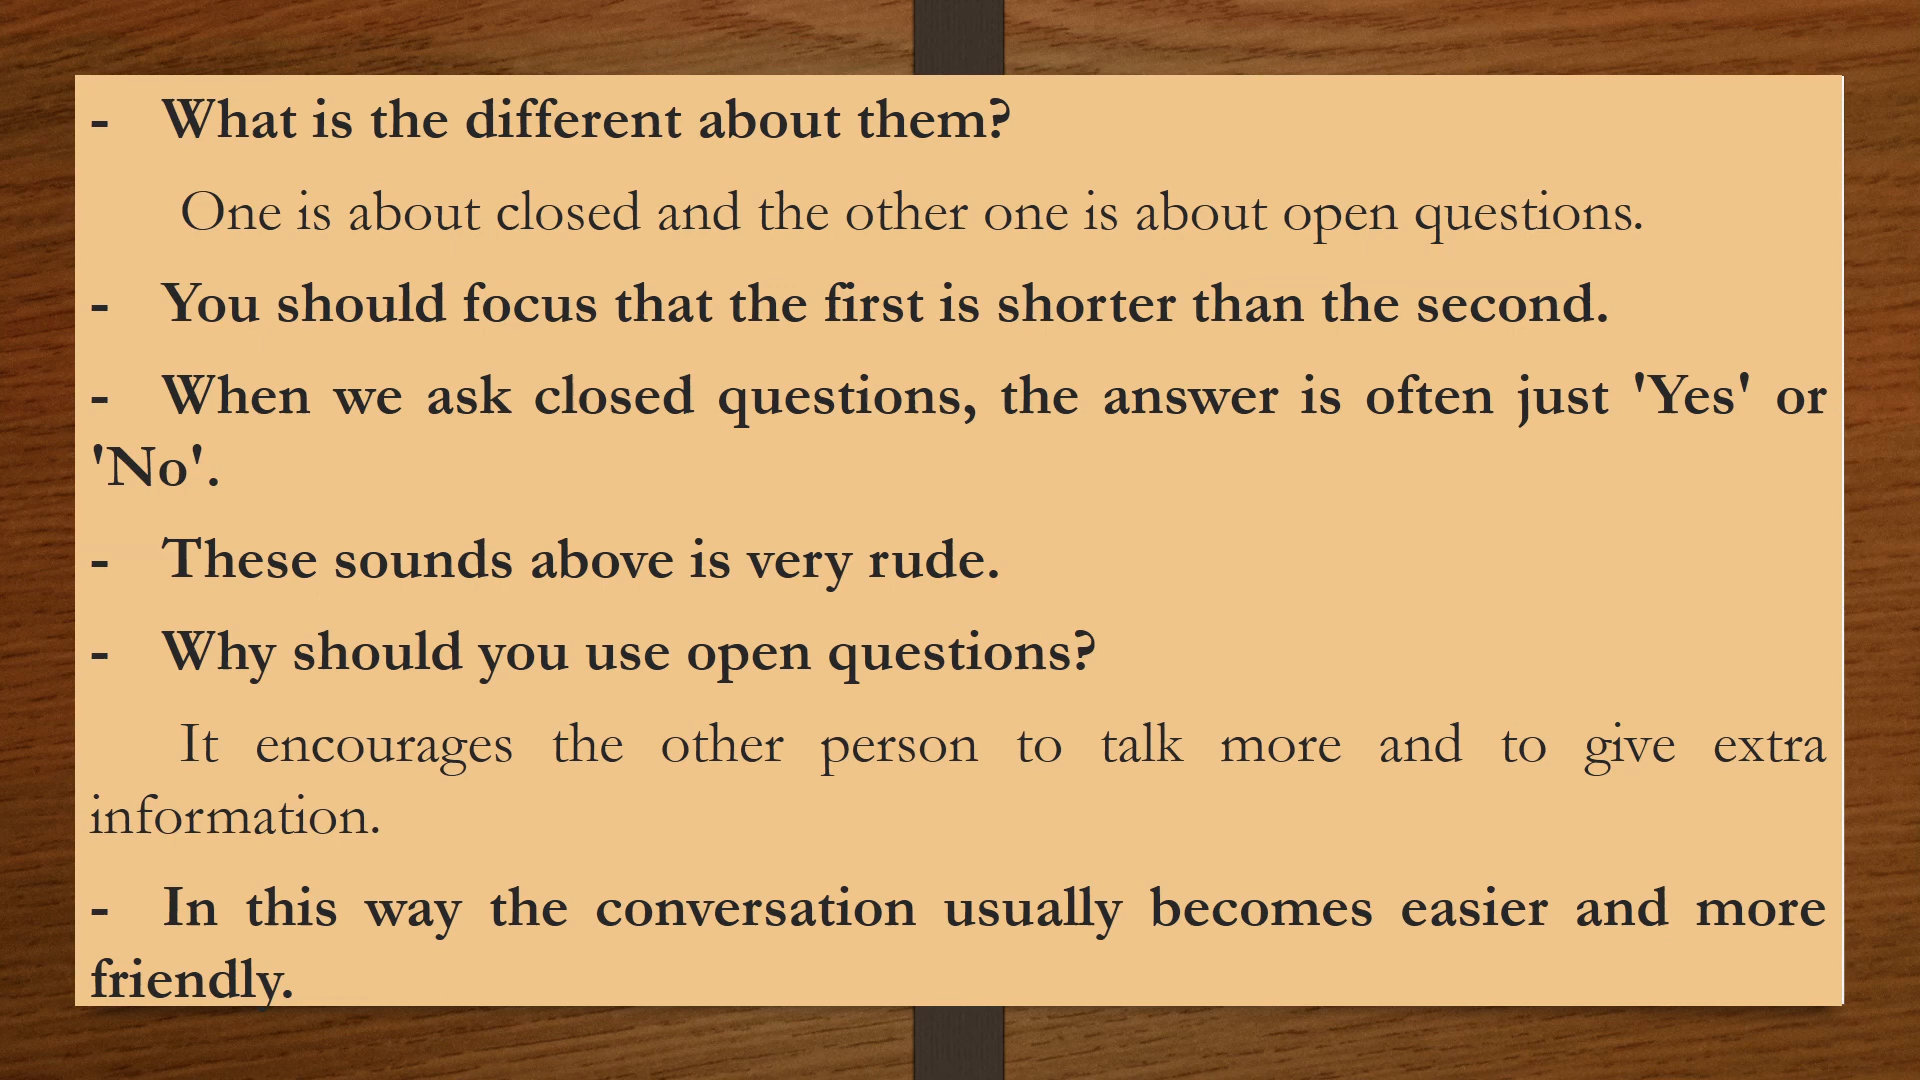 - What is the different about them?
One is about closed and the other one is about open questions.
- You should focus that the first is shorter than the second.
- When we ask closed questions, the answer is often just 'Yes' or
'No'.
- These sounds above is very rude.
- Why should you use open questions?
It encourages the other person to talk more and to give extra
information.
- In this way the conversation usually becomes easier and more
friendly.